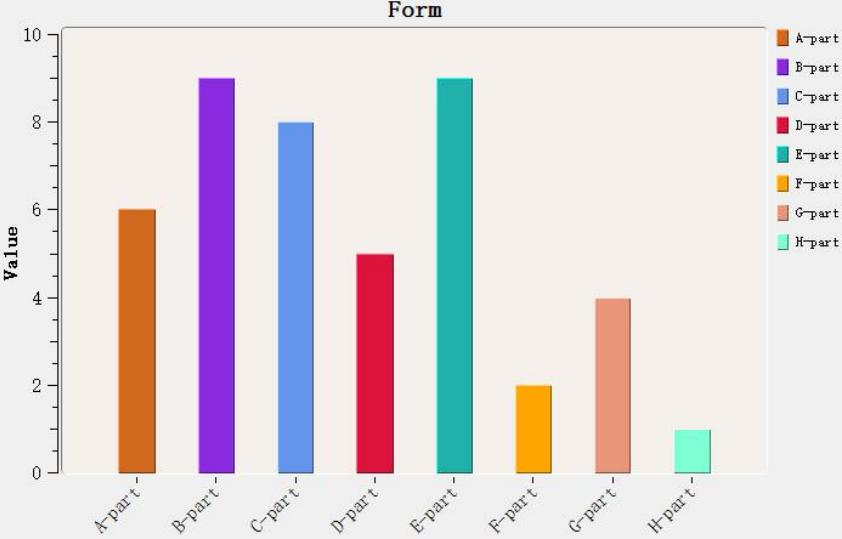 Form
10
8
6
4
2
0
Value
A-part
B-part
C-part
D-part
E-part
F-part
G-part
H-part
A-part
B-part
C-part
D-part
E-part
F-part
G-part
H-part